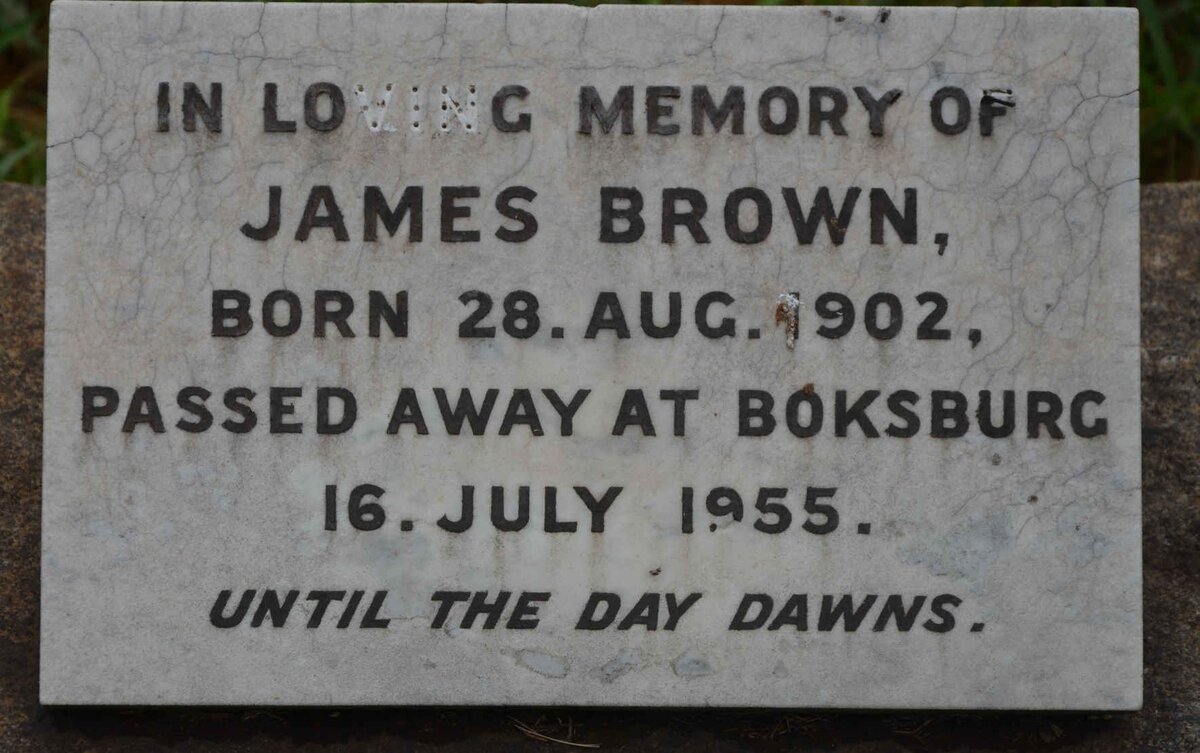 IN LOVING MEMORY OF
JAMES BROWN,
BORN 28. AUG. 1902,
PASSED AWAY AT BOKSBURG
16. JULY 1955.
UNTIL THE DAY DAWNS.